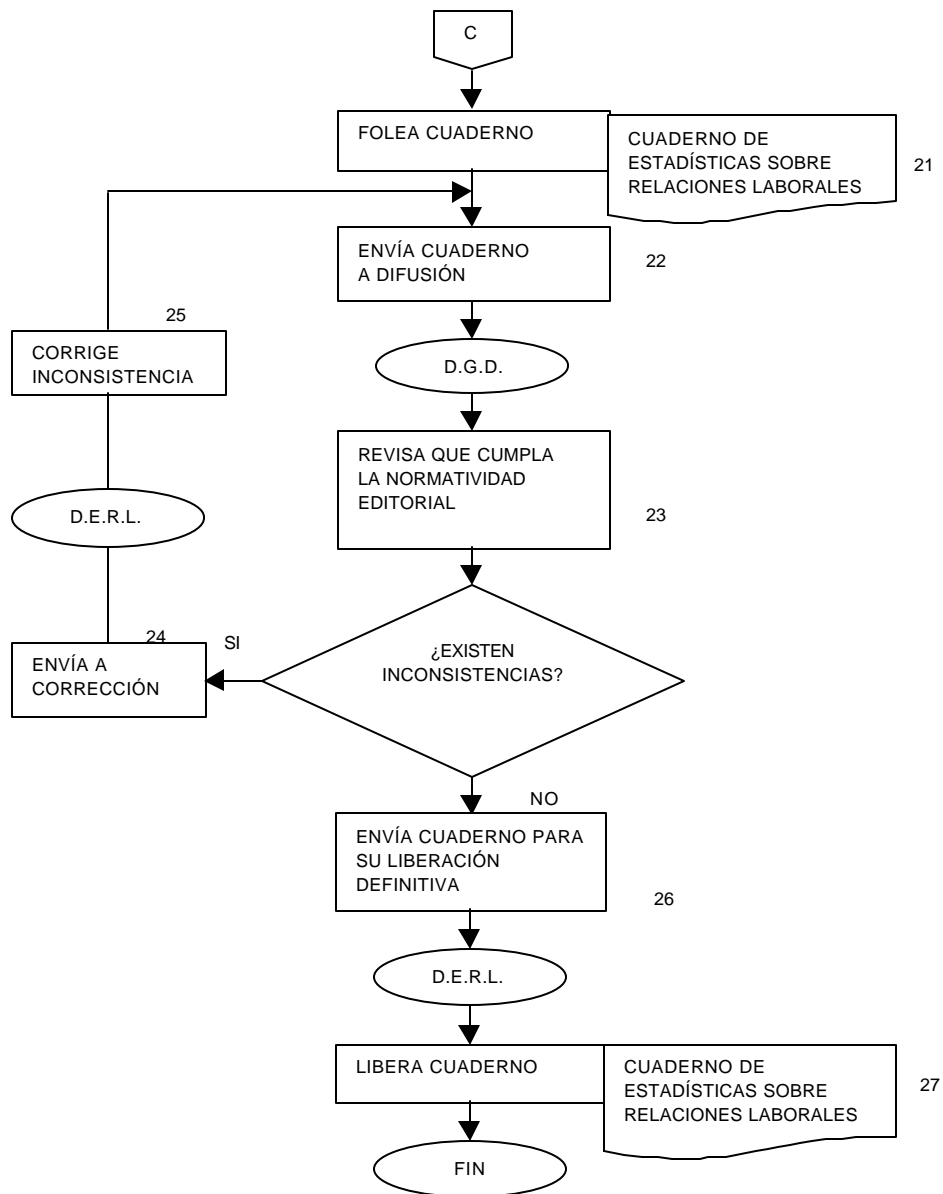 C
FOLEA CUADERNO
CUADERNO DE
ESTADÍSTICAS SOBRE
RELACIONES LABORALES
21
ENVÍA CUADERNO
A DIFUSIÓN
22
25
CORRIGE
INCONSISTENCIA
D.G.D.
REVISA QUE CUMPLA
LA NORMATIVIDAD
EDITORIAL
23
D.E.R.L.
24
SI
ENVÍA A
CORRECCIÓN
¿EXISTEN
INCONSISTENCIAS?
NO
ENVÍA CUADERNO PARA
SU LIBERACIÓN
DEFINITIVA
26
D.E.R.L.
LIBERA CUADERNO
CUADERNO DE
ESTADÍSTICAS SOBRE
RELACIONES LABORALES
27
FIN